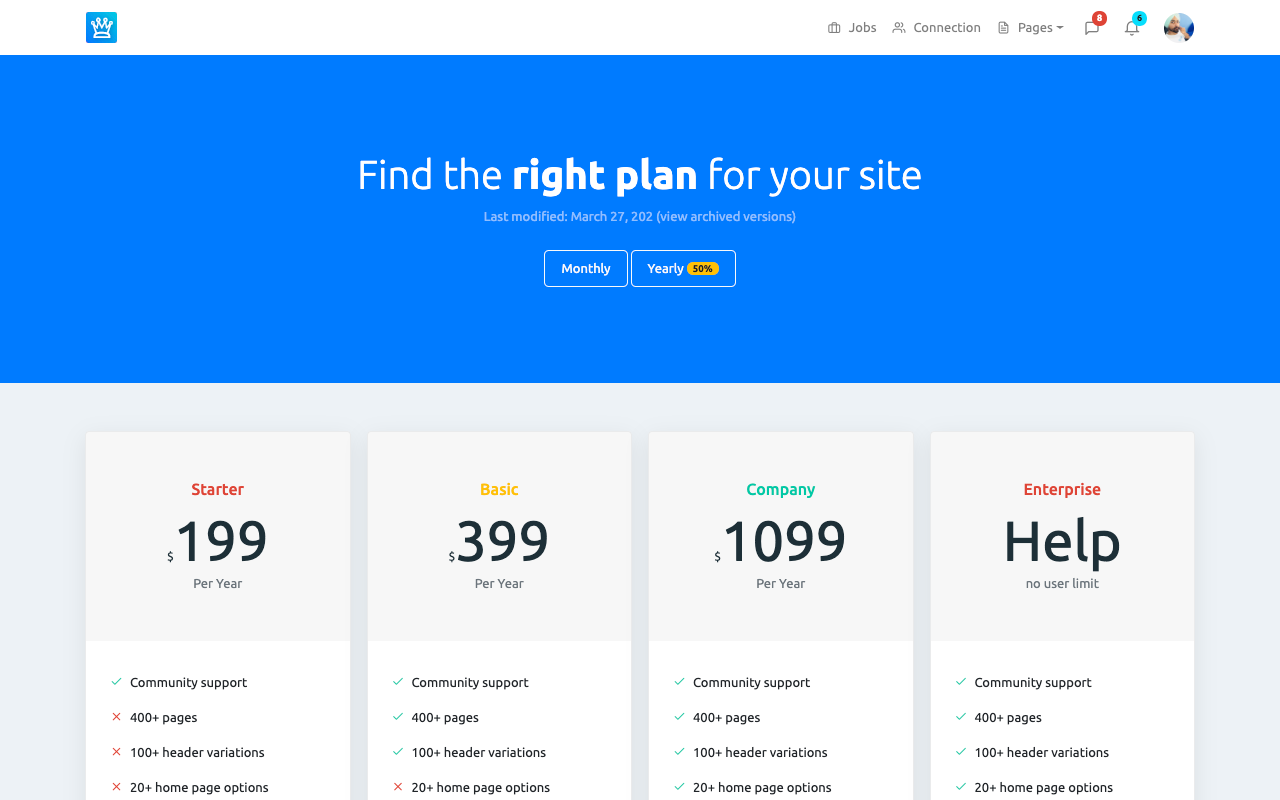 Jobs Connection Pages 8 6
Find the right plan for your site
Last modified: March 27, 202 (view archived versions)
Monthly Yearly 50%
Starter
$199
Per Year
Community support
400+ pages
100+ header variations
20+ home page options
Basic
$399
Per Year
Community support
400+ pages
100+ header variations
20+ home page options
Company
$1099
Per Year
Community support
400+ pages
100+ header variations
20+ home page options
Enterprise
Help
no user limit
Community support
400+ pages
100+ header variations
20+ home page options